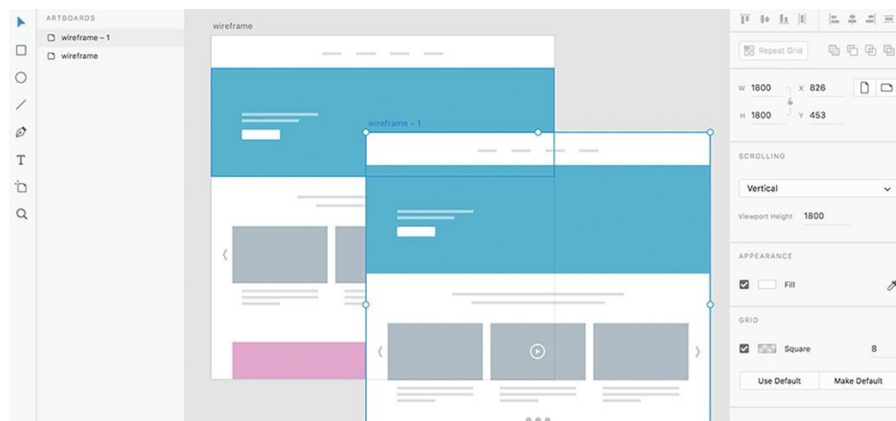 ARTBOARDS
wireframe – 1
wireframe
wireframe
wireframe – 1
Repeat Grid
W 1800 X 826
H 1800 Y 453
SCROLLING
Vertical
Viewport Height 1800
APPEARANCE
Fill
GRID
Square 8
Use Default Make Default
T